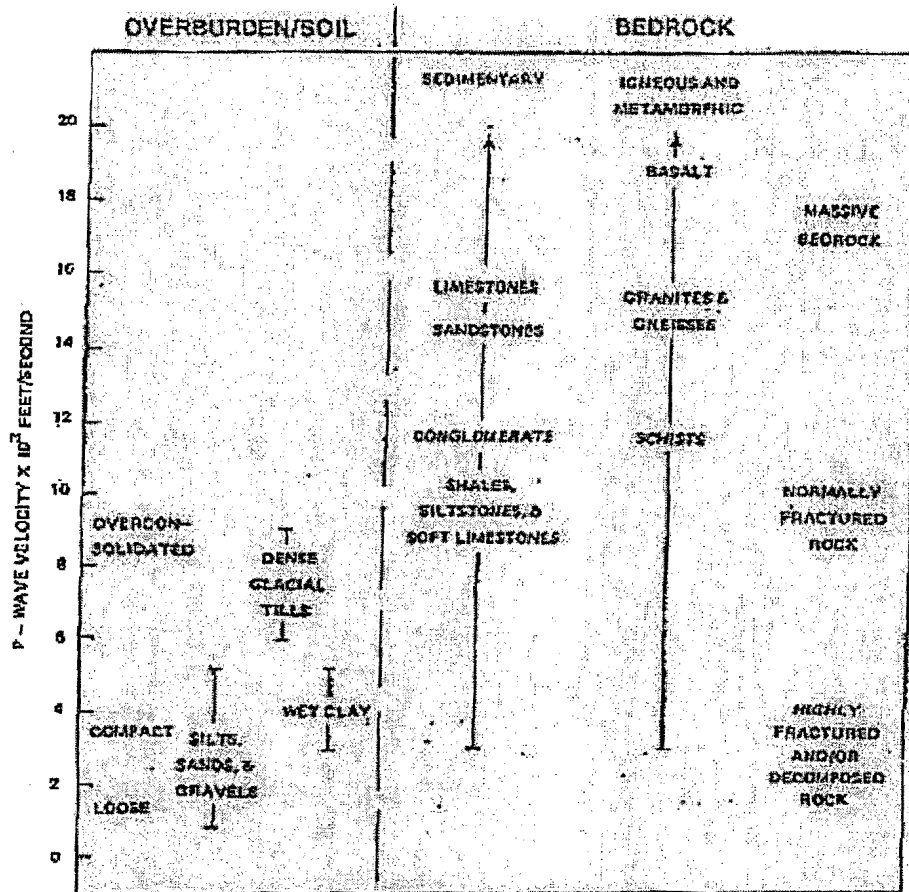 OVERBURDEN/SOIL
BEDROCK
SEDIMENTARY
IGNEOUS AND
METAMORPHIC
20
BASALT
18
MASSIVE
BEDROCK
16
LIMESTONES
GRANITES &
GNEISSES
SANDSTONES
14
12
CONGLOMERATE
SCHISTS
10
SHALES,
SILTSTONES, &
SOFT LIMESTONES
NORMALLY
FRACTURED
ROCK
OVERCON-
SOLIDATED
8
DENSE
GLACIAL
TILLS
6
4
WET CLAY
COMPACT
SILTS,
SANDS, &
GRAVELS
HIGHLY
FRACTURED
AND/OR
DECOMPOSED
ROCK
2
LOOSE
0
P - WAVE VELOCITY X 10² FEET/SECOND